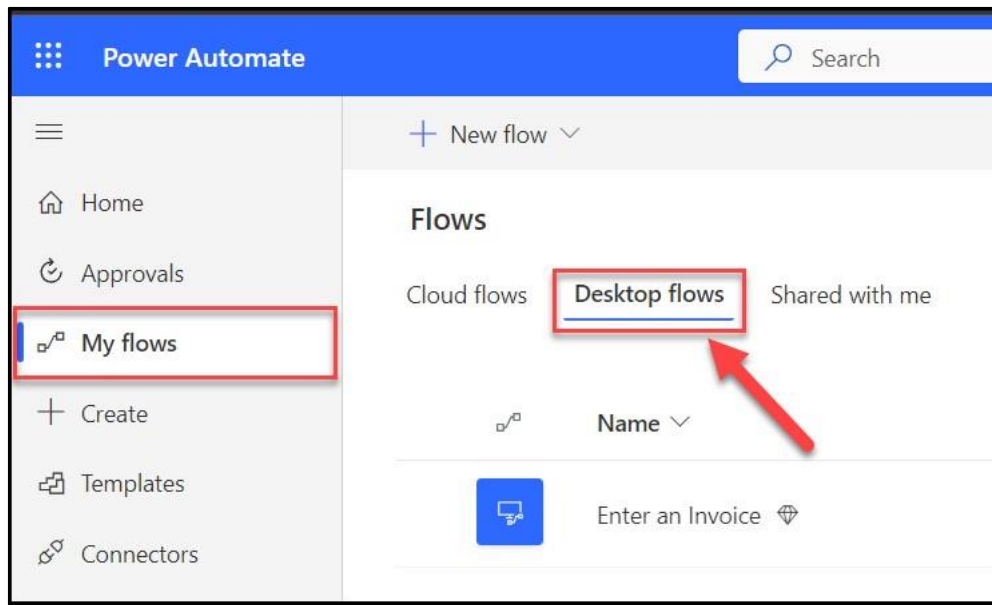 Power Automate
Search
New flow
Home
Approvals
My flows
Create
Templates
Connectors
Flows
Cloud flows
Desktop flows
Shared with me
Name
Enter an Invoice